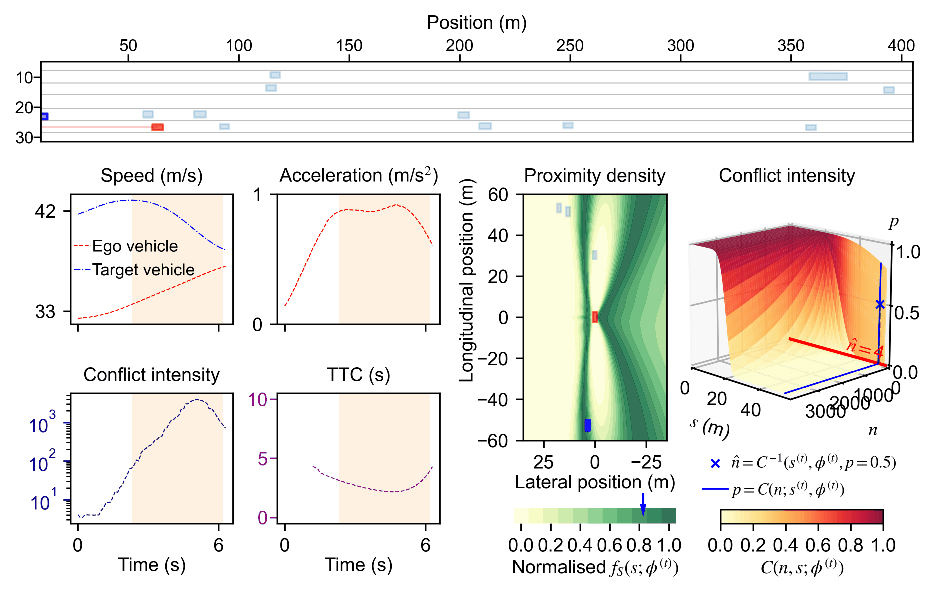 Position (m)
50 100 150 200 250 300 350 400
10
20
30
Speed (m/s)
42
33
Ego vehicle
Target vehicle
Acceleration (m/s²)
1
0
Proximity density
Longitudinal position (m)
60
40
20
0
−20
−40
−60
25 0 −25
Lateral position (m)
Conflict intensity
p
1.0
0.5
0.0
n̂ = 4
0 20 40
s (m)
3000 2000 1000 0
n
Conflict intensity
10³
10²
10¹
0 6
Time (s)
TTC (s)
10
5
0
0 6
Time (s)
n̂ = C⁻¹(s⁽ᵗ⁾, ϕ⁽ᵗ⁾, p = 0.5)
p = C(n; s⁽ᵗ⁾, ϕ⁽ᵗ⁾)
0.0 0.2 0.4 0.6 0.8 1.0
Normalised f_S(s; ϕ⁽ᵗ⁾)
0.0 0.2 0.4 0.6 0.8 1.0
C(n, s; ϕ⁽ᵗ⁾)